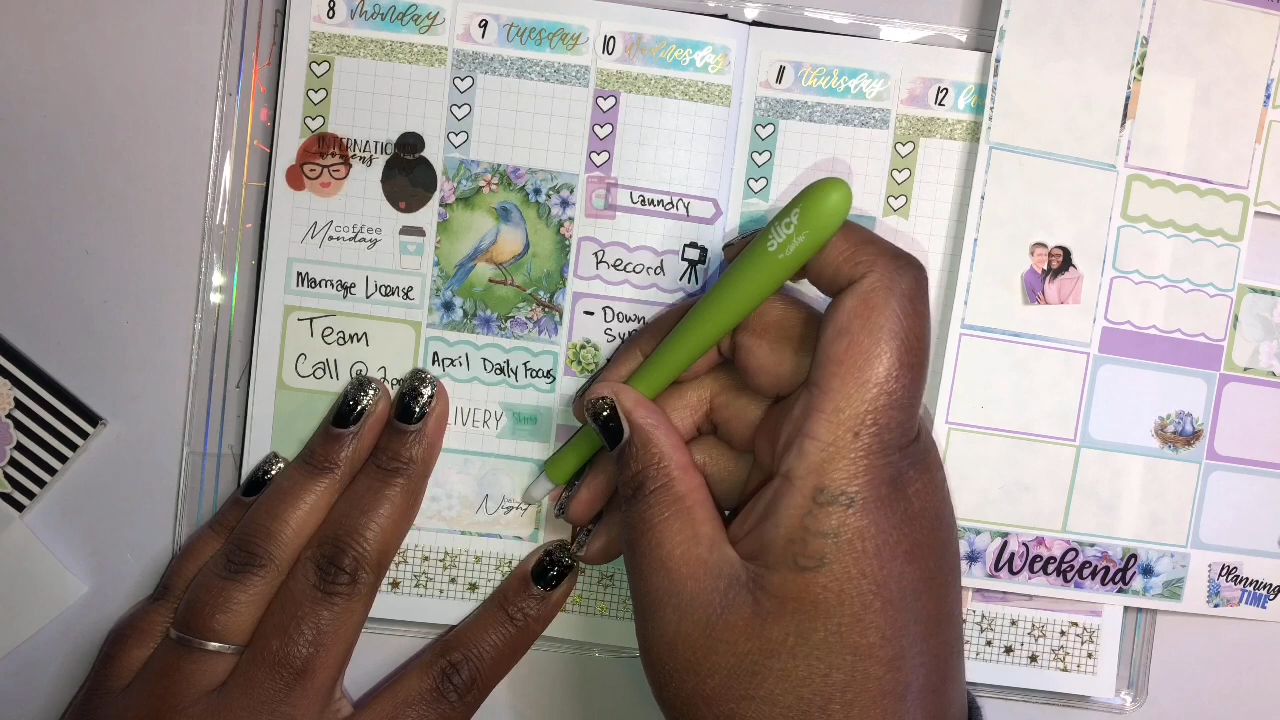 8 monday
9 tuesday
10 wednesday
11 thursday
12
INTERNATIONAL
women's
coffee
Monday
Marriage License
Team
Call @
April Daily Focus
LIVERY
Night
Laundry
Record
- Down
slice
Weekend
Planning
TIME